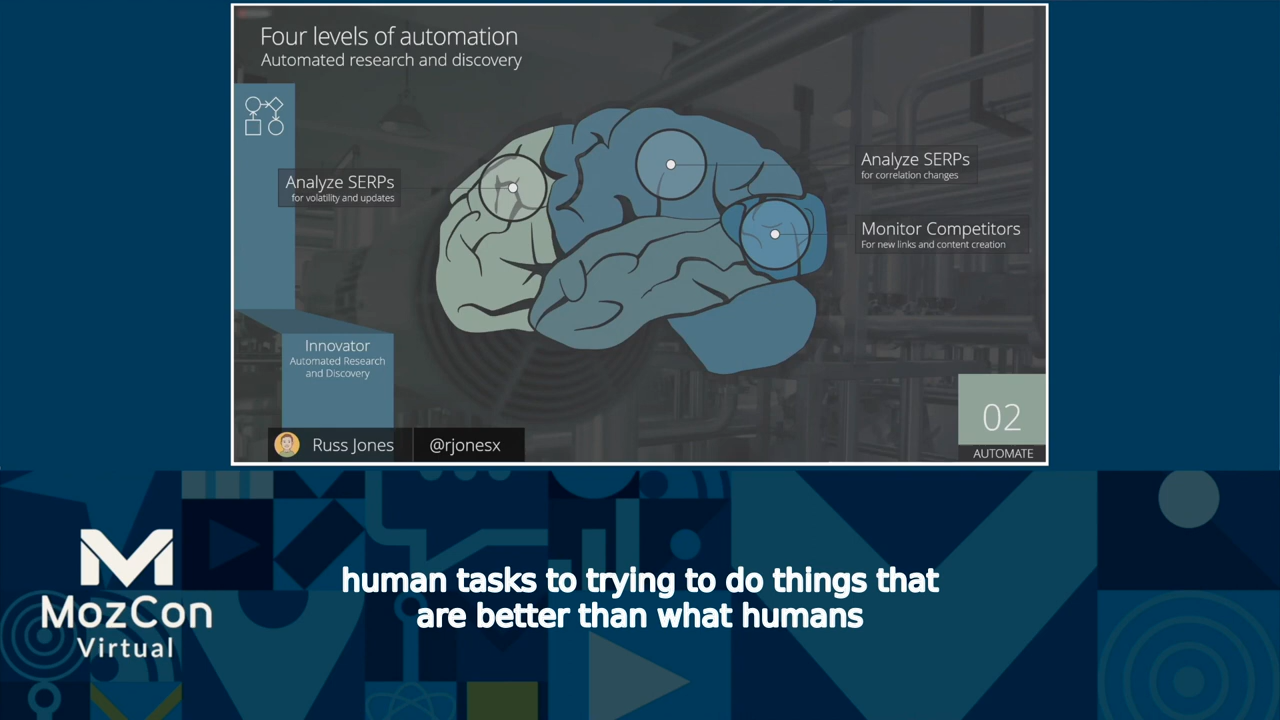 Four levels of automation
Automated research and discovery
Analyze SERPs
for volatility and updates
Analyze SERPs
for correlation changes
Monitor Competitors
For new links and content creation
Innovator
Automated Research
and Discovery
Russ Jones
@rjonesx
02
AUTOMATE
MozCon
Virtual
human tasks to trying to do things that
are better than what humans